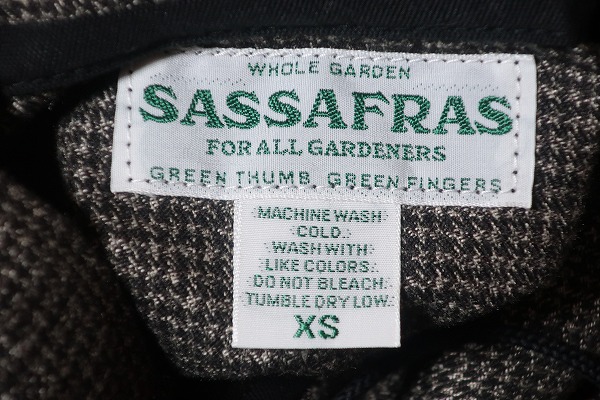 WHOLE GARDEN
SASSAFRAS
FOR ALL GARDENERS
GREEN THUMB GREEN FINGERS
MACHINE WASH
COLD.
WASH WITH
LIKE COLORS.
DO NOT BLEACH.
TUMBLE DRY LOW.
XS